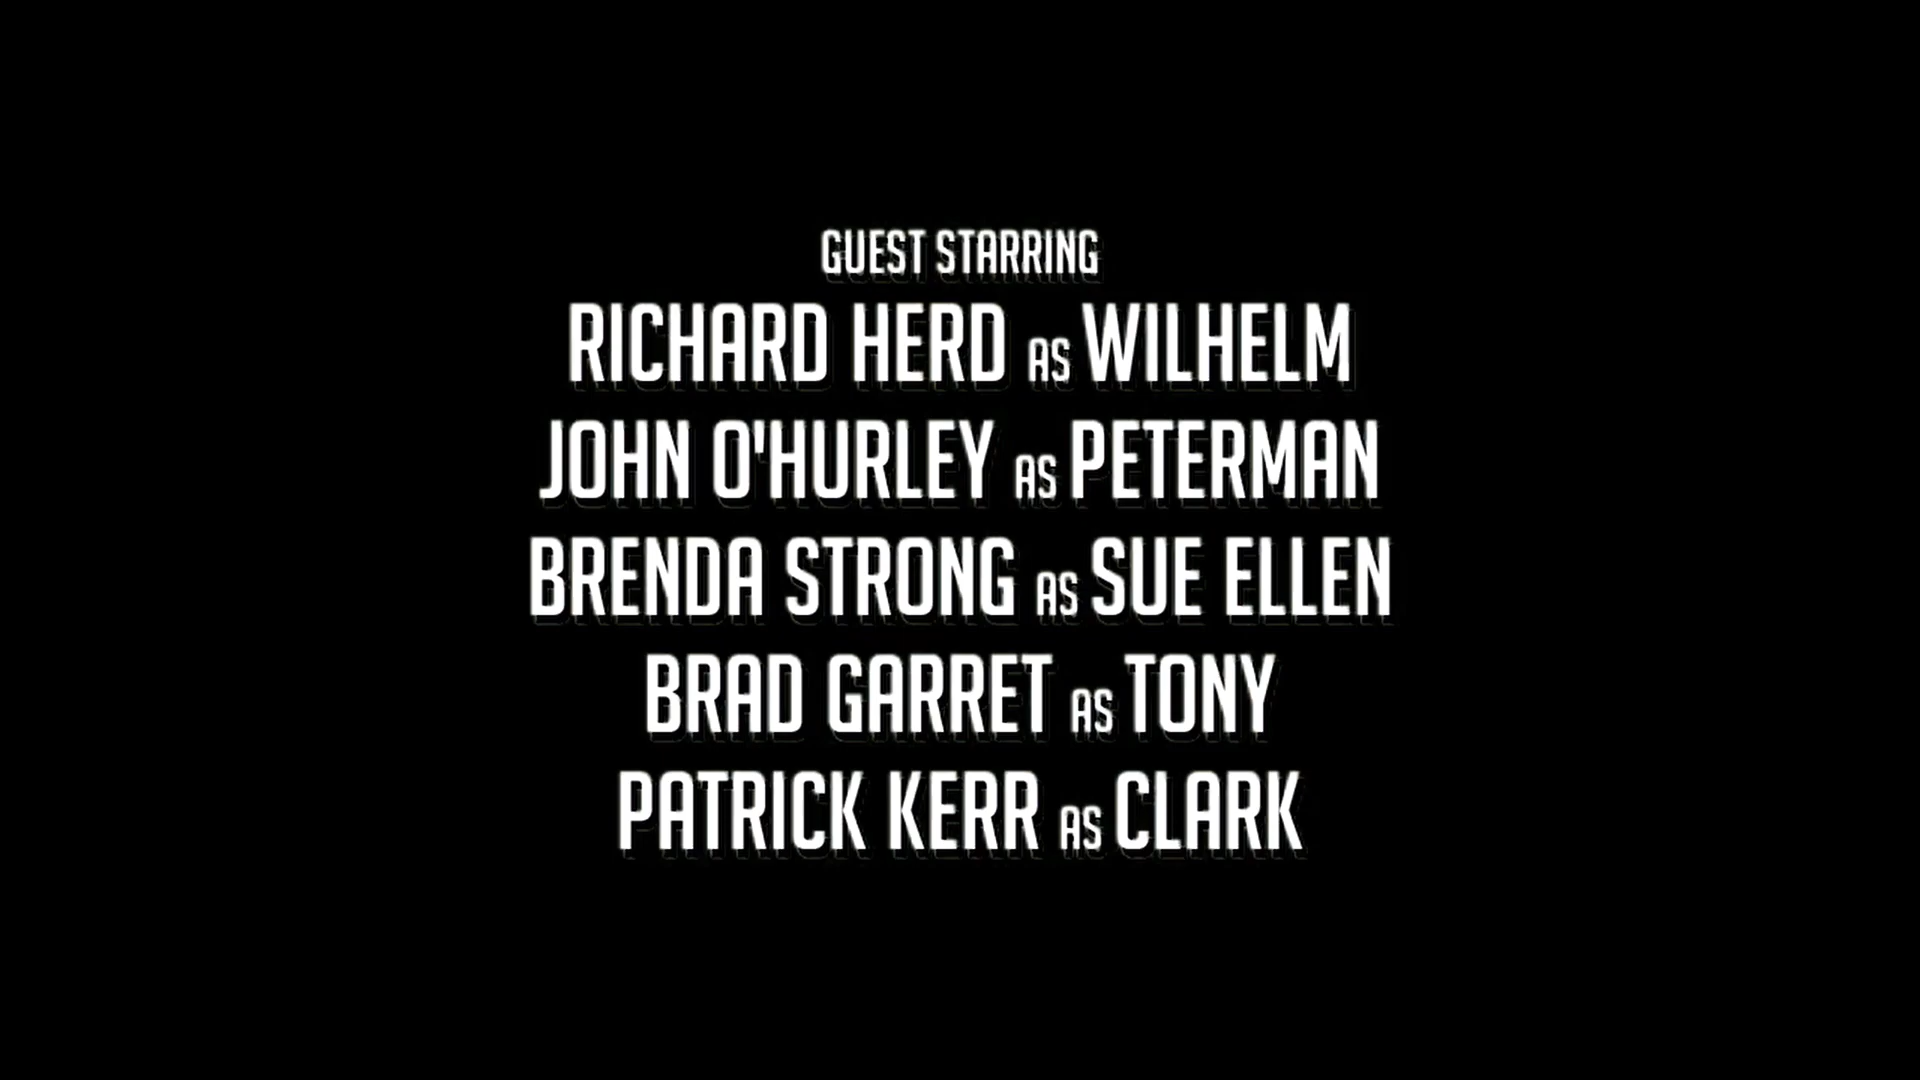 GUEST STARRING
RICHARD HERD AS WILHELM
JOHN O'HURLEY AS PETERMAN
BRENDA STRONG AS SUE ELLEN
BRAD GARRET AS TONY
PATRICK KERR AS CLARK